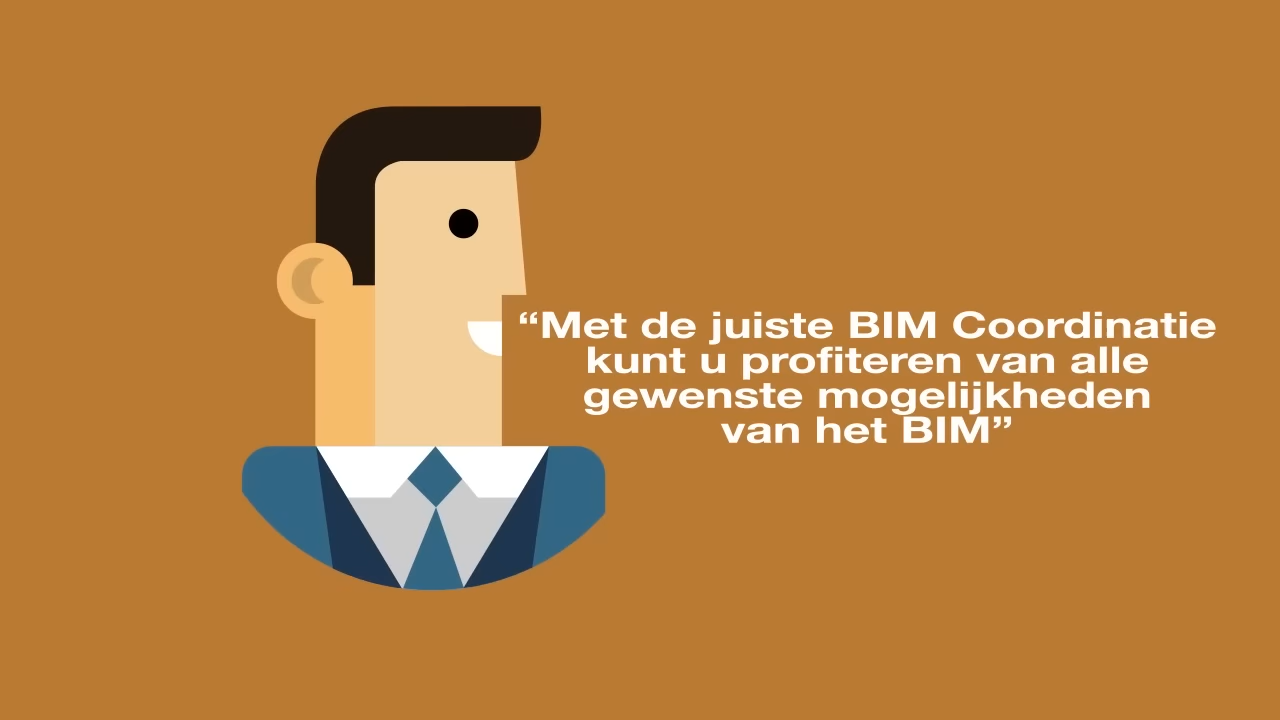 “Met de juiste BIM Coordinatie
kunt u profiteren van alle
gewenste mogelijkheden
van het BIM”